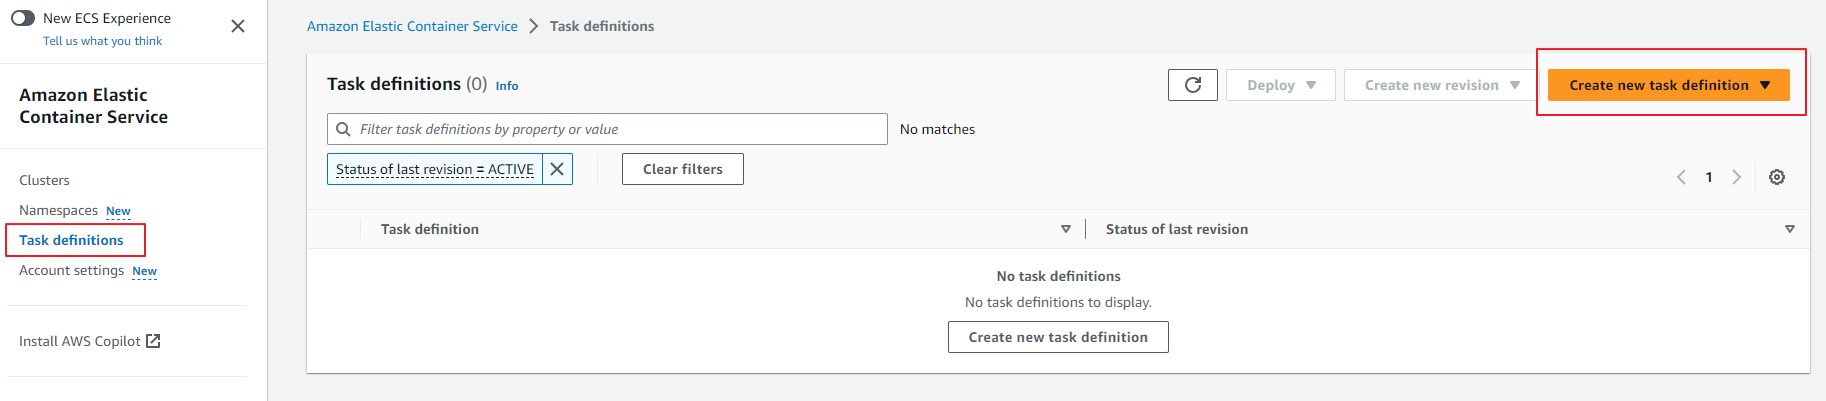 New ECS Experience
Tell us what you think
Amazon Elastic
Container Service
Clusters
Namespaces New
Task definitions
Account settings New
Install AWS Copilot
Amazon Elastic Container Service > Task definitions
Task definitions (0) Info
Deploy
Create new revision
Create new task definition
Filter task definitions by property or value
No matches
Status of last revision = ACTIVE
Clear filters
1
Task definition
Status of last revision
No task definitions
No task definitions to display.
Create new task definition